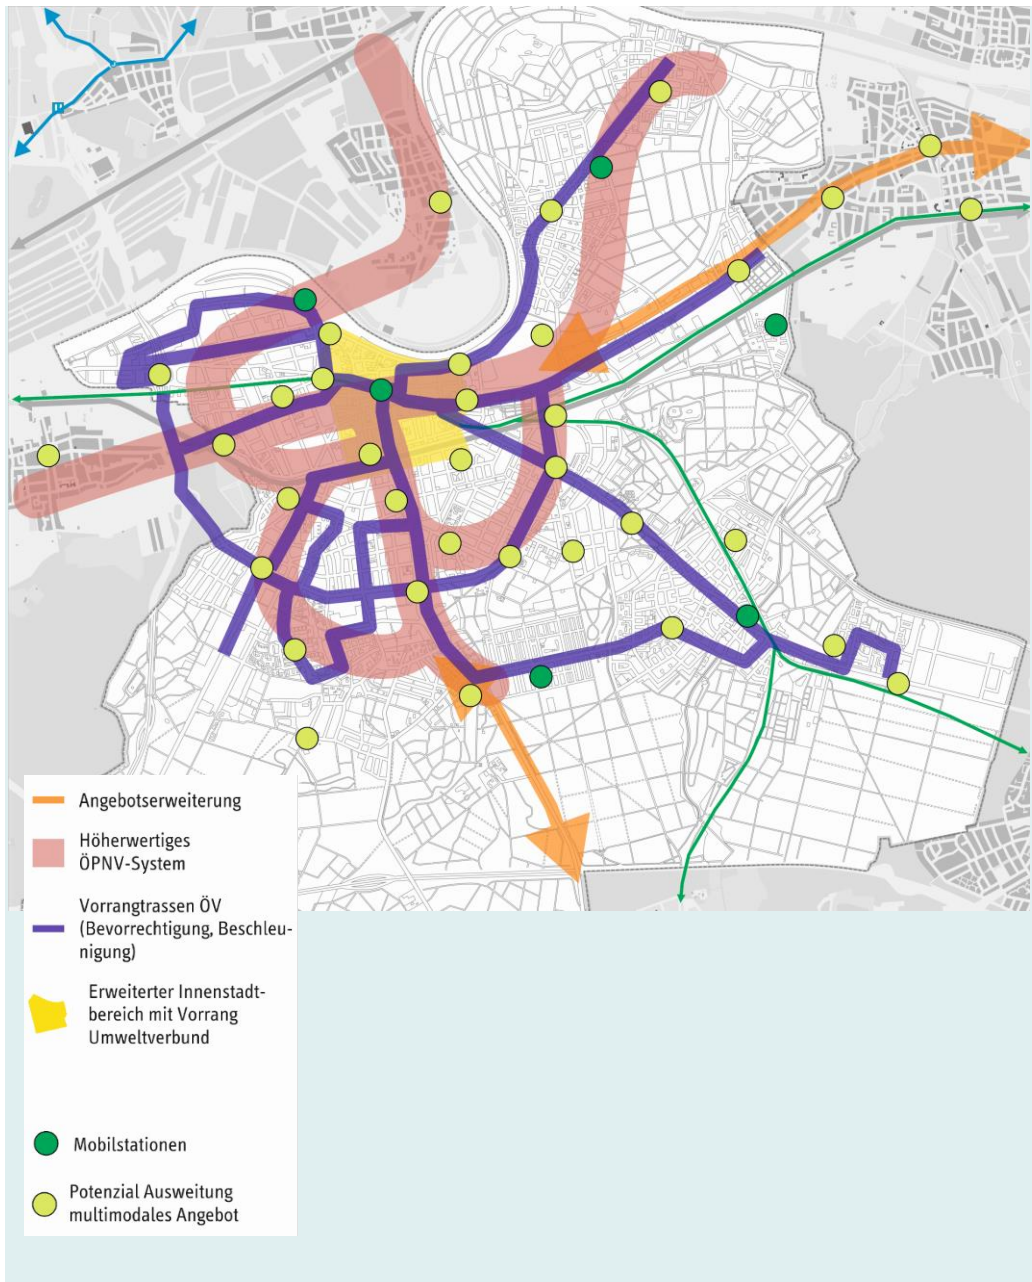 Angebotserweiterung
Höherwertiges
ÖPNV-System
Vorrangtrassen ÖV
(Bevorrechtigung, Beschleu-
nigung)
Erweiterter Innenstadt-
bereich mit Vorrang
Umweltverbund
Mobilstationen
Potenzial Ausweitung
multimodales Angebot